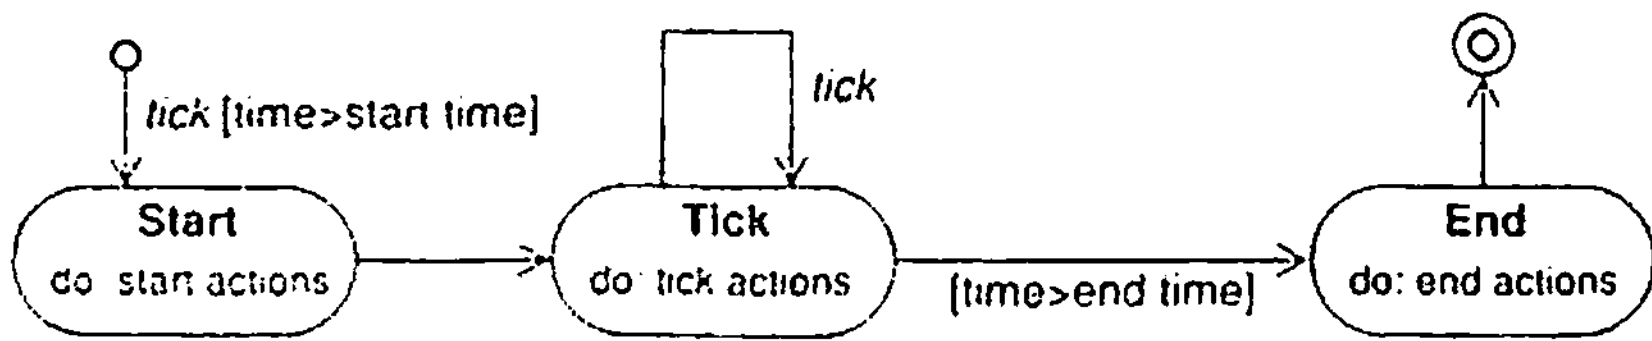 tick [time>start time]
tick
Start
do: start actions
Tick
do: tick actions
[time>end time]
End
do: end actions